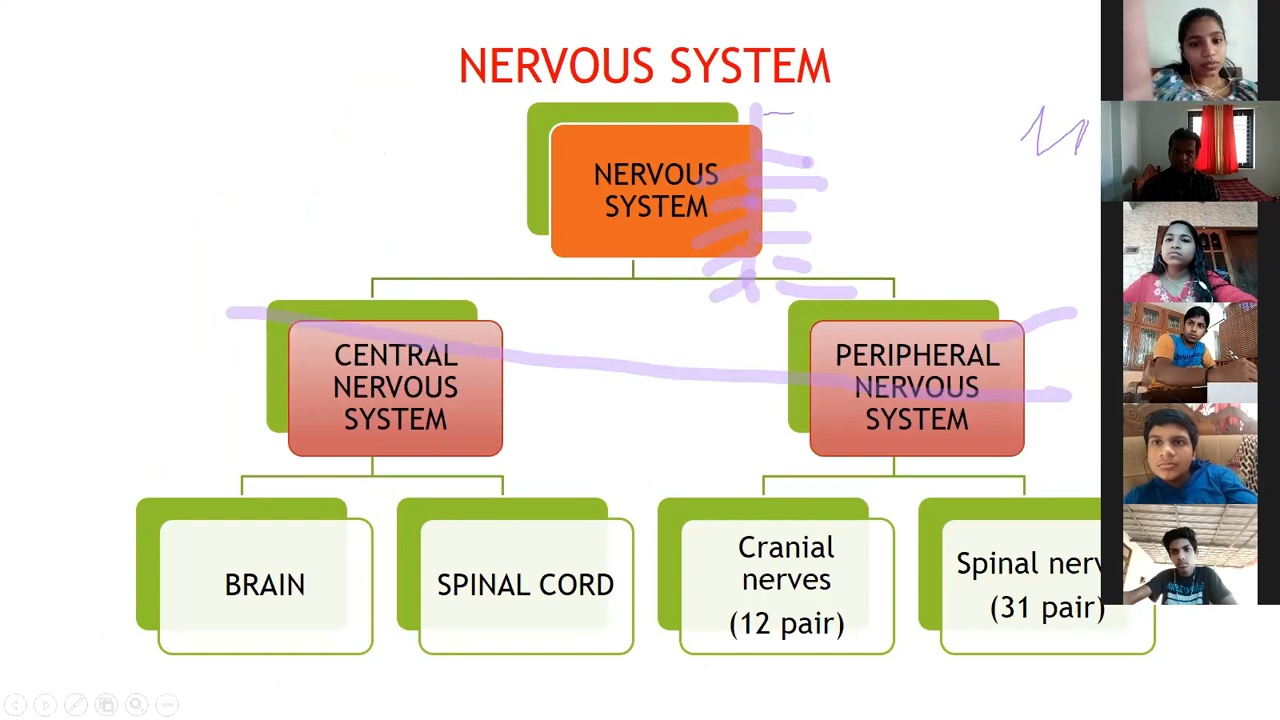 NERVOUS SYSTEM
NERVOUS
SYSTEM
CENTRAL
NERVOUS
SYSTEM
PERIPHERAL
NERVOUS
SYSTEM
BRAIN
SPINAL CORD
Cranial
nerves
(12 pair)
Spinal nerv
(31 pair)